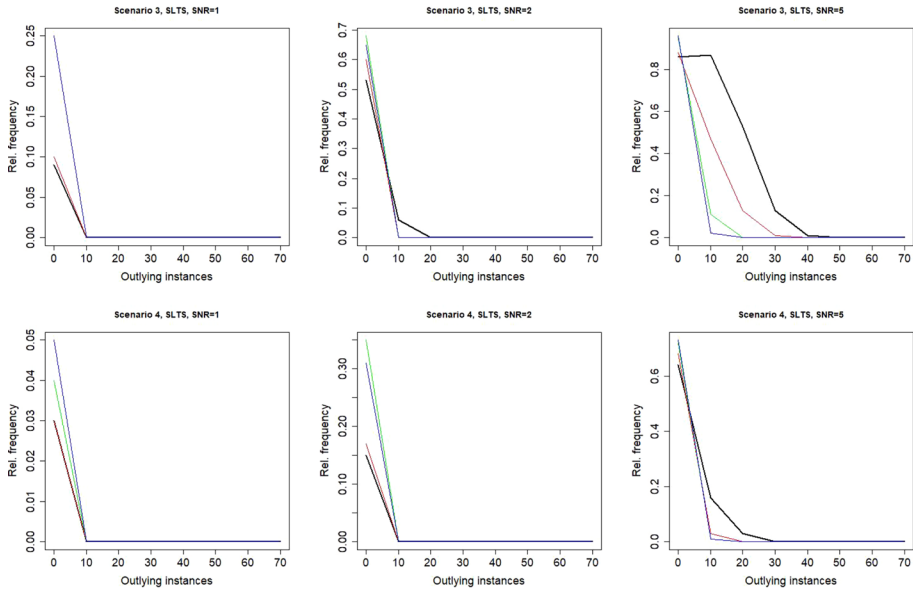 Scenario 3, SLTS, SNR=1
Rel. frequency
0.00 0.05 0.10 0.15 0.20 0.25
0 10 20 30 40 50 60 70
Outlying instances
Scenario 3, SLTS, SNR=2
Rel. frequency
0.0 0.1 0.2 0.3 0.4 0.5 0.6 0.7
0 10 20 30 40 50 60 70
Outlying instances
Scenario 3, SLTS, SNR=5
Rel. frequency
0.0 0.2 0.4 0.6 0.8
0 10 20 30 40 50 60 70
Outlying instances
Scenario 4, SLTS, SNR=1
Rel. frequency
0.00 0.01 0.02 0.03 0.04 0.05
0 10 20 30 40 50 60 70
Outlying instances
Scenario 4, SLTS, SNR=2
Rel. frequency
0.00 0.10 0.20 0.30
0 10 20 30 40 50 60 70
Outlying instances
Scenario 4, SLTS, SNR=5
Rel. frequency
0.0 0.2 0.4 0.6
0 10 20 30 40 50 60 70
Outlying instances